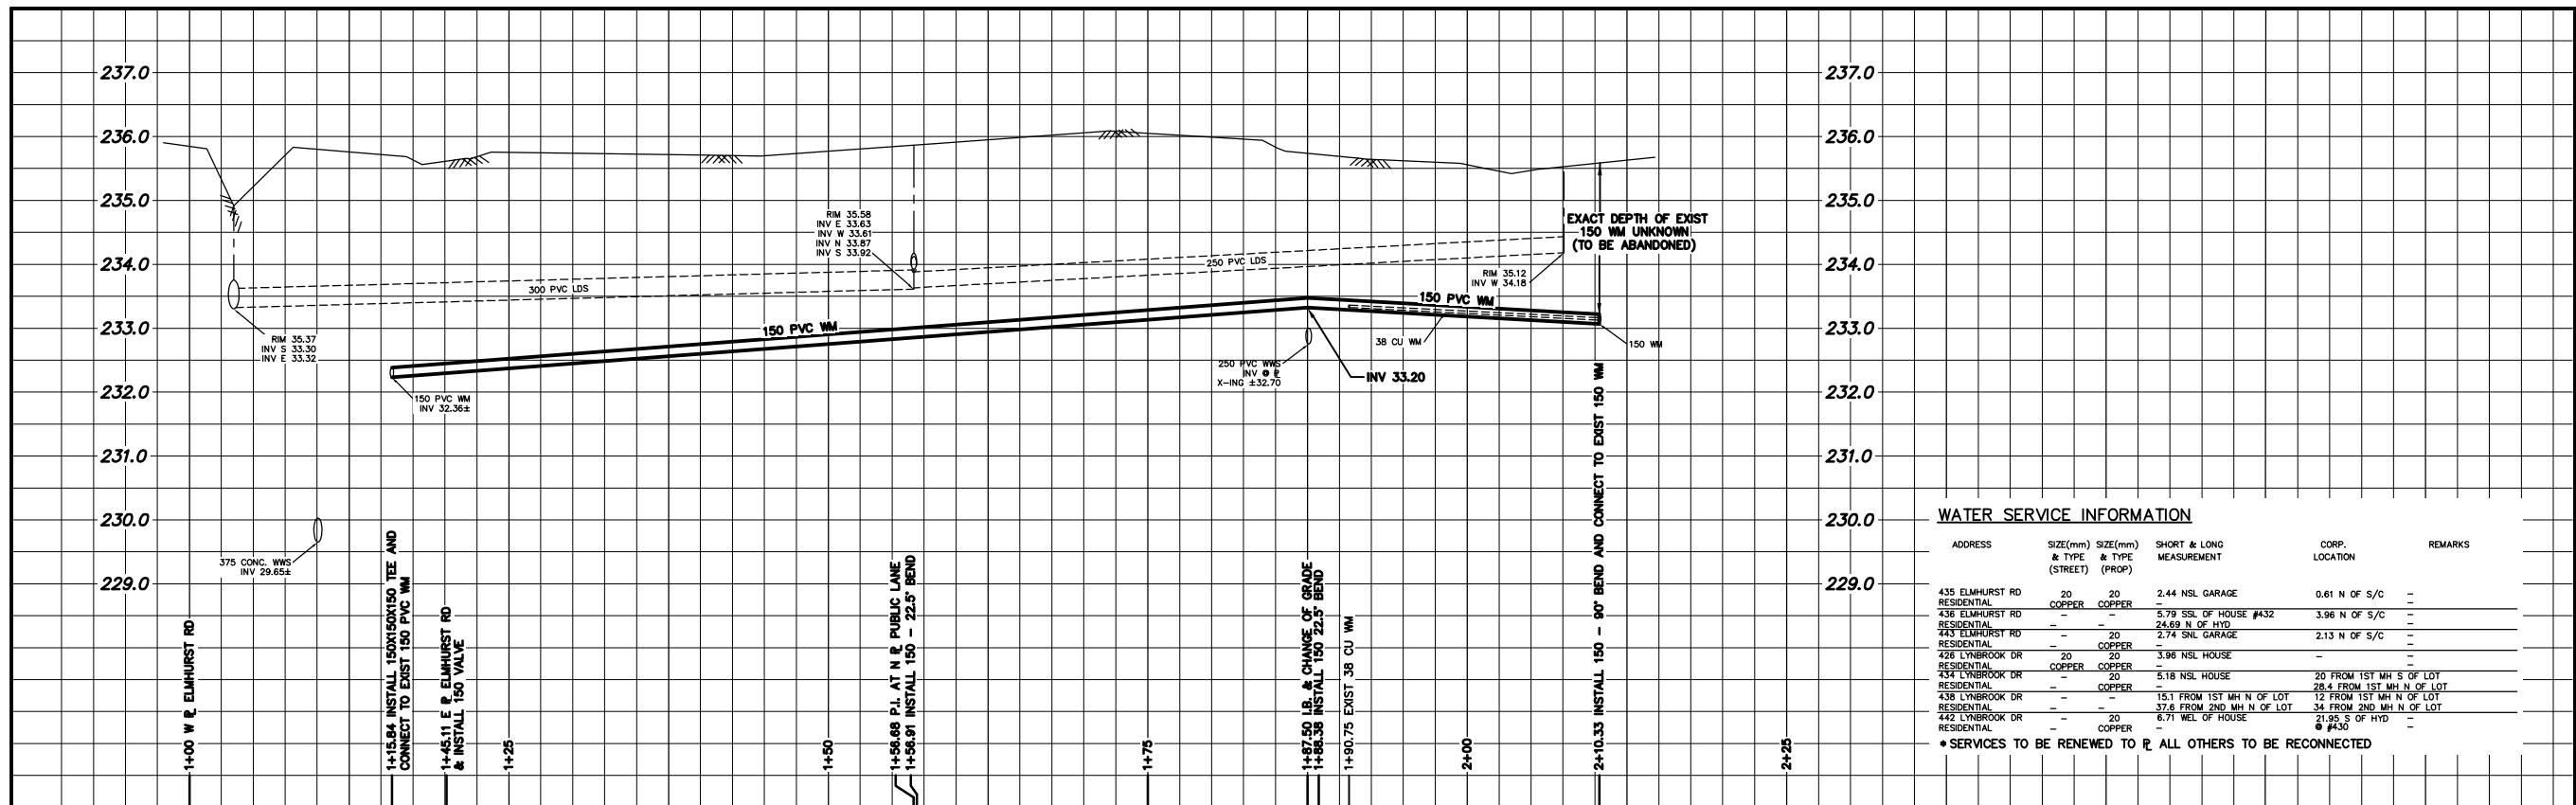 237.0
237.0
236.0
236.0
235.0
235.0
234.0
234.0
233.0
233.0
232.0
232.0
231.0
231.0
230.0
230.0
229.0
229.0
RIM 35.58
INV E 33.63
INV W 33.61
INV N 33.87
INV S 33.92
EXACT DEPTH OF EXIST
150 WM UNKNOWN
(TO BE ABANDONED)
250 PVC LDS
RIM 35.12
INV W 34.18
300 PVC LDS
150 PVC WM
150 PVC WM
RIM 35.37
INV S 33.30
INV E 33.32
38 CU WM
150 WM
250 PVC WWS
INV @ ⅊
X-ING ±32.70
INV 33.20
150 PVC WM
INV 32.36±
375 CONC. WWS
INV 29.65±
1+00 W ⅊ ELMHURST RD
1+15.84 INSTALL 150X150X150X150 TEE AND
CONNECT TO EXIST 150 PVC WM
1+45.11 E ⅊ ELMHURST RD
& INSTALL 150 VALVE
1+25
1+50
1+56.68 P.I. AT N ⅊ PUBLIC LANE
1+56.91 INSTALL 150 - 22.5° BEND
1+75
1+87.50 I.B. & CHANGE OF GRADE
1+88.38 INSTALL 150 22.5° BEND
1+90.75 EXIST 38 CU WM
2+00
2+10.33 INSTALL 150 - 90° BEND AND CONNECT TO EXIST 150 WM
2+25
WATER SERVICE INFORMATION
ADDRESS SIZE(mm) SIZE(mm) SHORT & LONG CORP. REMARKS
& TYPE & TYPE MEASUREMENT LOCATION
(STREET) (PROP)
435 ELMHURST RD 20 20 2.44 NSL GARAGE 0.61 N OF S/C -
RESIDENTIAL COPPER COPPER - -
436 ELMHURST RD - - 5.79 SSL OF HOUSE #432 3.96 N OF S/C -
RESIDENTIAL - - 24.69 N OF HYD -
443 ELMHURST RD - 20 2.74 SNL GARAGE 2.13 N OF S/C -
RESIDENTIAL - COPPER - -
426 LYNBROOK DR 20 20 3.96 NSL HOUSE - -
RESIDENTIAL COPPER COPPER - -
434 LYNBROOK DR - 20 5.18 NSL HOUSE 20 FROM 1ST MH S OF LOT
RESIDENTIAL - COPPER - 28.4 FROM 1ST MH N OF LOT
438 LYNBROOK DR - - 15.1 FROM 1ST MH N OF LOT 12 FROM 1ST MH N OF LOT
RESIDENTIAL - - 37.6 FROM 2ND MH N OF LOT 34 FROM 2ND MH N OF LOT
442 LYNBROOK DR - 20 6.71 WEL OF HOUSE 21.95 S OF HYD -
RESIDENTIAL - COPPER - @ #430 -
* SERVICES TO BE RENEWED TO ⅊ ALL OTHERS TO BE RECONNECTED